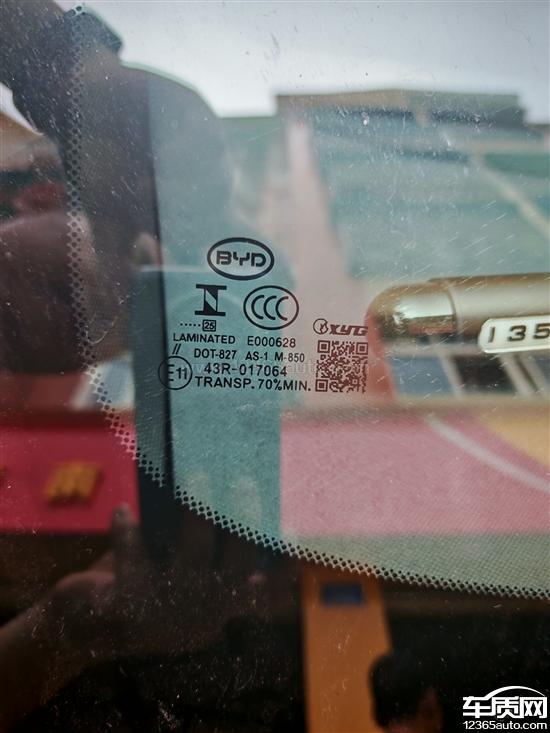 BYD
CCC
······ 25
XYG
LAMINATED E000628
DOT-827 AS-1 M-850
E11 43R-017064
TRANSP. 70%MIN.
135
车质网
12365auto.com